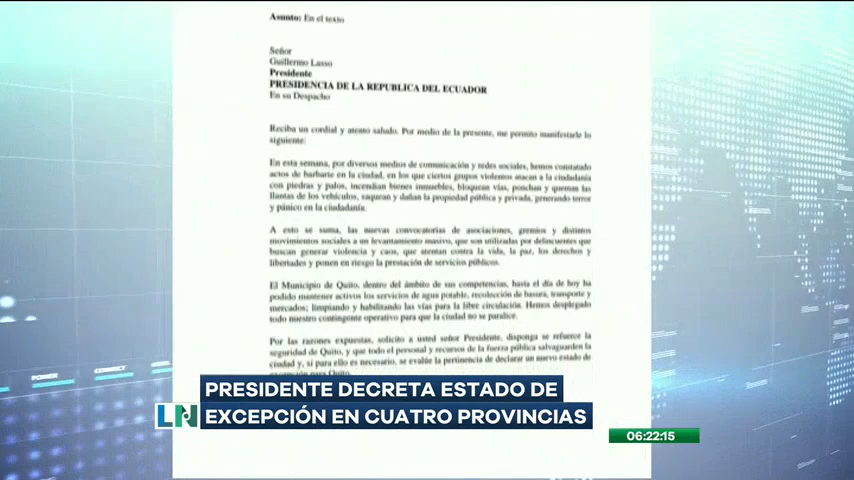 Asunto: En el texto
Señor
Guillermo Lasso
Presidente
PRESIDENCIA DE LA REPUBLICA DEL ECUADOR
En su Despacho
Reciba un cordial y atento saludo. Por medio de la presente, me permito manifestarle lo
siguiente:
En esta semana, por diversos medios de comunicación y redes sociales, hemos constatado
actos de barbarie en la ciudad, en los que ciertos grupos violentos atacan a la ciudadanía
con piedras y palos, incendian bienes inmuebles, bloquean vías, ponchan y queman las
llantas de los vehículos, saquean y dañan la propiedad pública y privada, generando terror
y pánico en la ciudadanía.
A esto se suma, las nuevas convocatorias de asociaciones, gremios y distintos
movimientos sociales a un levantamiento masivo, que son utilizadas por delincuentes que
buscan generar violencia y caos, que atentan contra la vida, la paz, los derechos y
libertades y ponen en riesgo la prestación de servicios públicos.
El Municipio de Quito, dentro del ámbito de sus competencias, hasta el día de hoy ha
podido mantener activos los servicios de agua potable, recolección de basura, transporte y
mercados; limpiando y habilitando las vías para la libre circulación. Hemos desplegado
todo nuestro contingente operativo para que la ciudad no se paralice.
Por las razones expuestas, solicito a usted señor Presidente, disponga se refuerce la
seguridad de Quito, y que todo el personal y recursos de la fuerza pública salvaguarden la
ciudad y, si para ello es necesario, se evalúe la pertinencia de declarar un nuevo estado de
excepción para Quito.
POWER
CONNECT
PRESIDENTE DECRETA ESTADO DE
LN EXCEPCIÓN EN CUATRO PROVINCIAS
06:22:15